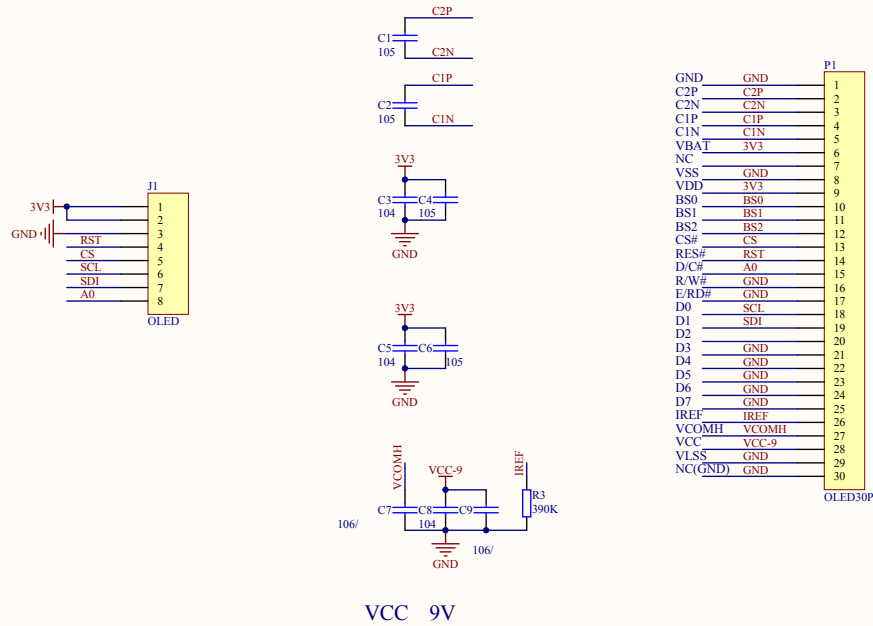 C2P
C1
105
C2N
C1P
C2
105
C1N
3V3
C3 C4
104 105
GND
3V3
C5 C6
104 105
GND
VCOMH
VCC-9
IREF
C7 C8 C9
R3
390K
106/ 104
106/
GND
VCC 9V
J1
3V3 1
2
GND 3
RST 4
CS 5
SCL 6
SDI 7
A0 8
OLED
P1
GND GND 1
C2P C2P 2
C2N C2N 3
C1P C1P 4
C1N C1N 5
VBAT 3V3 6
NC 7
VSS GND 8
VDD 3V3 9
BS0 BS0 10
BS1 BS1 11
BS2 BS2 12
CS# CS 13
RES# RST 14
D/C# A0 15
R/W# GND 16
E/RD# GND 17
D0 SCL 18
D1 SDI 19
D2 20
D3 GND 21
D4 GND 22
D5 GND 23
D6 GND 24
D7 GND 25
IREF IREF 26
VCOMH VCOMH 27
VCC VCC-9 28
VLSS GND 29
NC(GND) GND 30
OLED30P